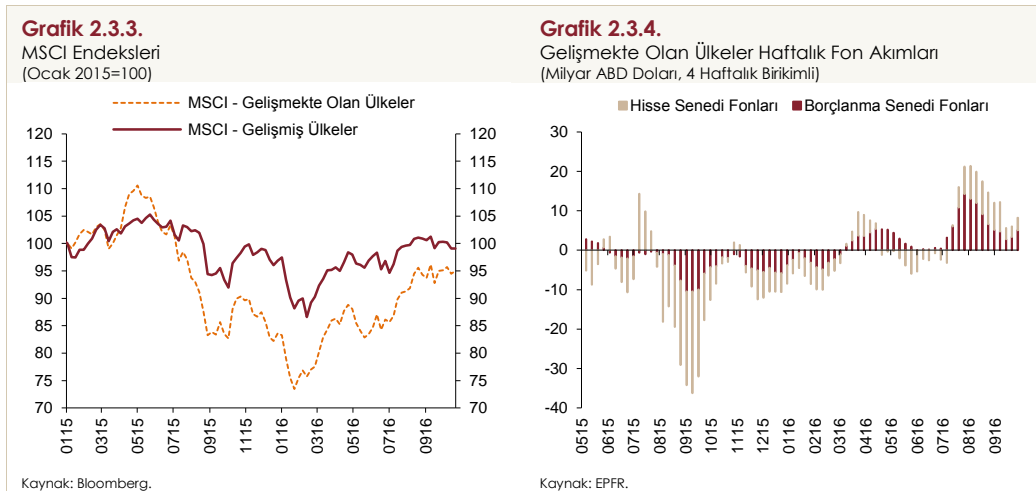 Grafik 2.3.3.
MSCI Endeksleri
(Ocak 2015=100)
MSCI - Gelişmekte Olan Ülkeler
MSCI - Gelişmiş Ülkeler
120 120
115 115
110 110
105 105
100 100
95 95
90 90
85 85
80 80
75 75
70 70
0115 0315 0515 0715 0915 1115 0116 0316 0516 0716 0916
Kaynak: Bloomberg.
Grafik 2.3.4.
Gelişmekte Olan Ülkeler Haftalık Fon Akımları
(Milyar ABD Doları, 4 Haftalık Birikimli)
Hisse Senedi Fonları Borçlanma Senedi Fonları
30
20
10
0
-10
-20
-30
-40
0515 0615 0715 0815 0915 1015 1115 1215 0116 0216 0316 0416 0516 0616 0716 0816 0916
Kaynak: EPFR.